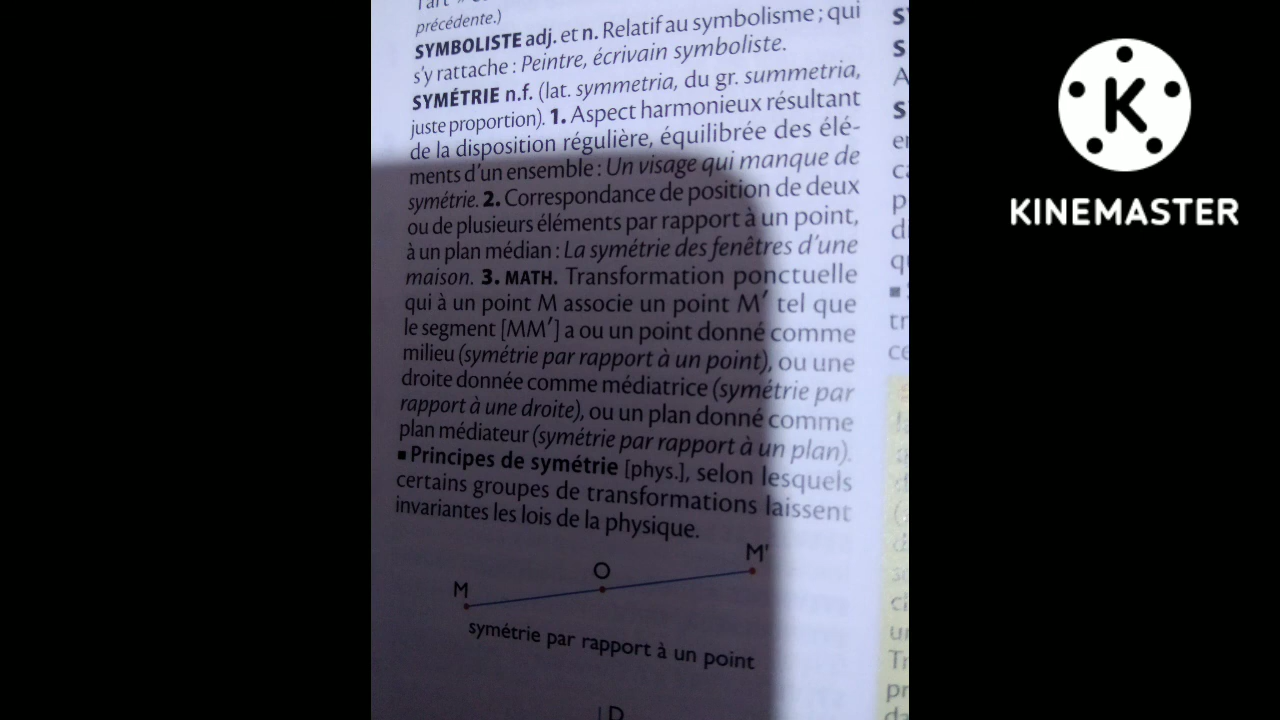 précédente.)
SYMBOLISTE adj. et n. Relatif au symbolisme ; qui
s'y rattache : Peintre, écrivain symboliste.
SYMÉTRIE n.f. (lat. symmetria, du gr. summetria,
juste proportion). 1. Aspect harmonieux résultant
de la disposition régulière, équilibrée des élé-
ments d'un ensemble : Un visage qui manque de
symétrie. 2. Correspondance de position de deux
ou de plusieurs éléments par rapport à un point,
à un plan médian : La symétrie des fenêtres d'une
maison. 3. MATH. Transformation ponctuelle
qui à un point M associe un point M′ tel que
le segment [MM′] a ou un point donné comme
milieu (symétrie par rapport à un point), ou une
droite donnée comme médiatrice (symétrie par
rapport à une droite), ou un plan donné comme
plan médiateur (symétrie par rapport à un plan).
▪ Principes de symétrie [phys.], selon lesquels
certains groupes de transformations laissent
invariantes les lois de la physique.
M O M'
symétrie par rapport à un point
D
KINEMASTER